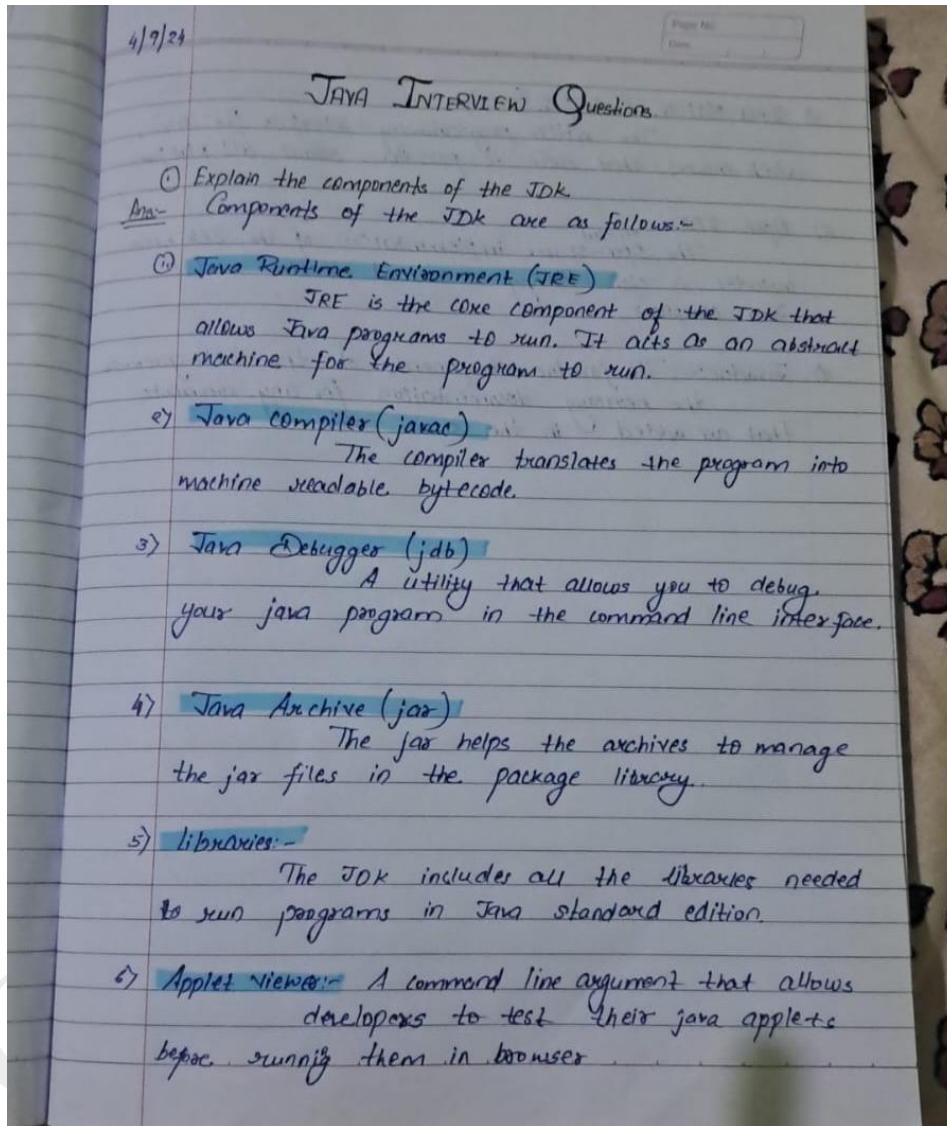 4/9/24
Page No.
Date
JAVA INTERVIEW Questions
① Explain the components of the JDK.
Ans:- Components of the JDK are as follows:-
① Java Runtime Environment (JRE)
JRE is the core component of the JDK that
allows Java programs to run. It acts as an abstract
machine for the program to run.
2) Java compiler (javac)
The compiler translates the program into
machine readable bytecode.
3) Java Debugger (jdb)
A utility that allows you to debug
your java program in the command line interface.
4) Java Archive (jar)
The jar helps the archives to manage
the jar files in the package library.
5) libraries:-
The JDK includes all the libraries needed
to run programs in Java standard edition.
6) Applet viewer:- A command line argument that allows
developers to test their java applets
before running them in browser